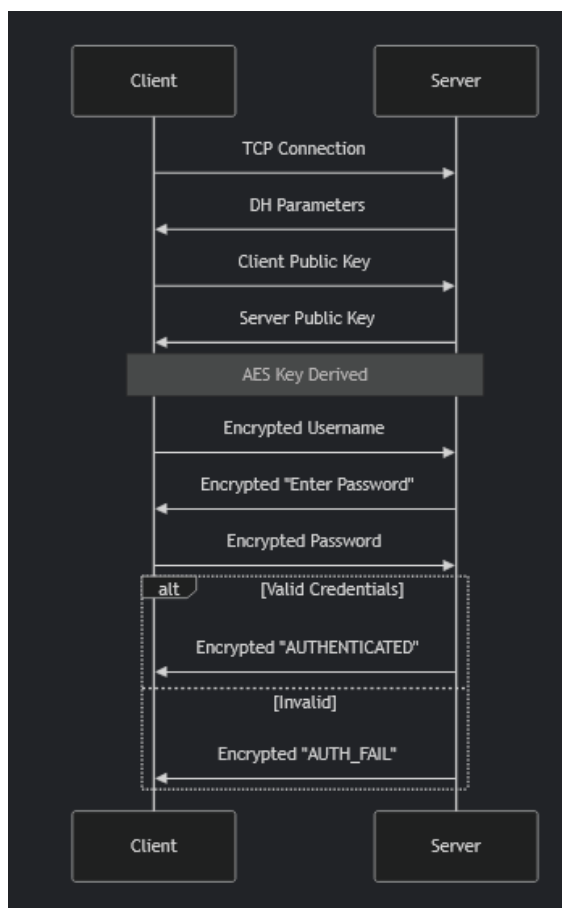 Client
Server
TCP Connection
DH Parameters
Client Public Key
Server Public Key
AES Key Derived
Encrypted Username
Encrypted "Enter Password"
Encrypted Password
alt
[Valid Credentials]
Encrypted "AUTHENTICATED"
[Invalid]
Encrypted "AUTH_FAIL"
Client
Server